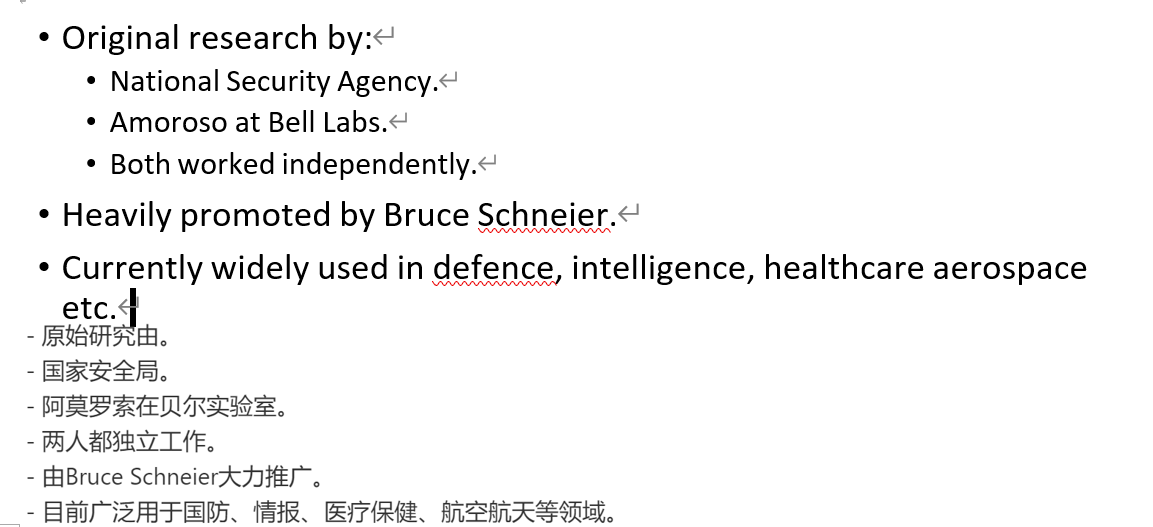 • Original research by:↵
• National Security Agency.↵
• Amoroso at Bell Labs.↵
• Both worked independently.↵
• Heavily promoted by Bruce Schneier.↵
• Currently widely used in defence, intelligence, healthcare aerospace
etc.↵
- 原始研究由。
- 国家安全局。
- 阿莫罗索在贝尔实验室。
- 两人都独立工作。
- 由Bruce Schneier大力推广。
- 目前广泛用于国防、情报、医疗保健、航空航天等领域。